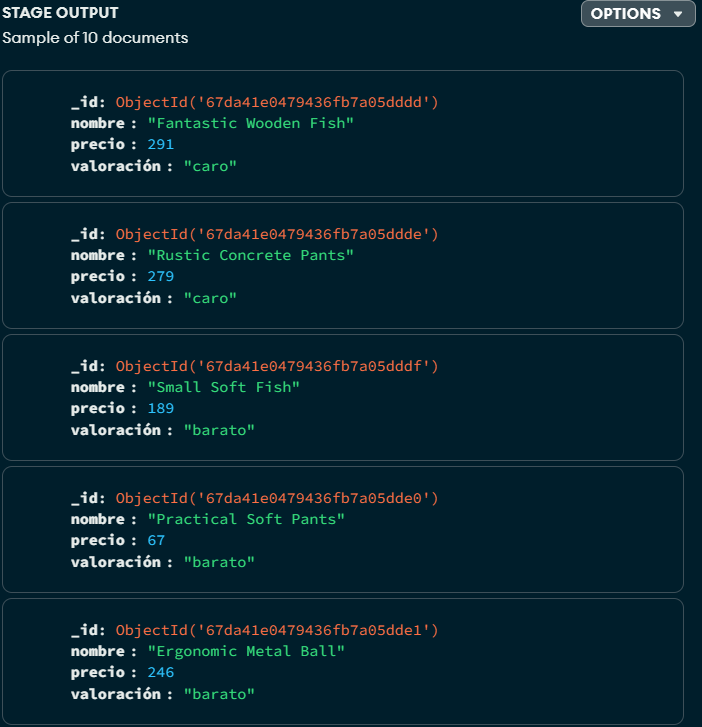 STAGE OUTPUT
OPTIONS
Sample of 10 documents
_id: ObjectId('67da41e0479436fb7a05dddd')
nombre : "Fantastic Wooden Fish"
precio : 291
valoración : "caro"
_id: ObjectId('67da41e0479436fb7a05ddde')
nombre : "Rustic Concrete Pants"
precio : 279
valoración : "caro"
_id: ObjectId('67da41e0479436fb7a05dddf')
nombre : "Small Soft Fish"
precio : 189
valoración : "barato"
_id: ObjectId('67da41e0479436fb7a05dde0')
nombre : "Practical Soft Pants"
precio : 67
valoración : "barato"
_id: ObjectId('67da41e0479436fb7a05dde1')
nombre : "Ergonomic Metal Ball"
precio : 246
valoración : "barato"